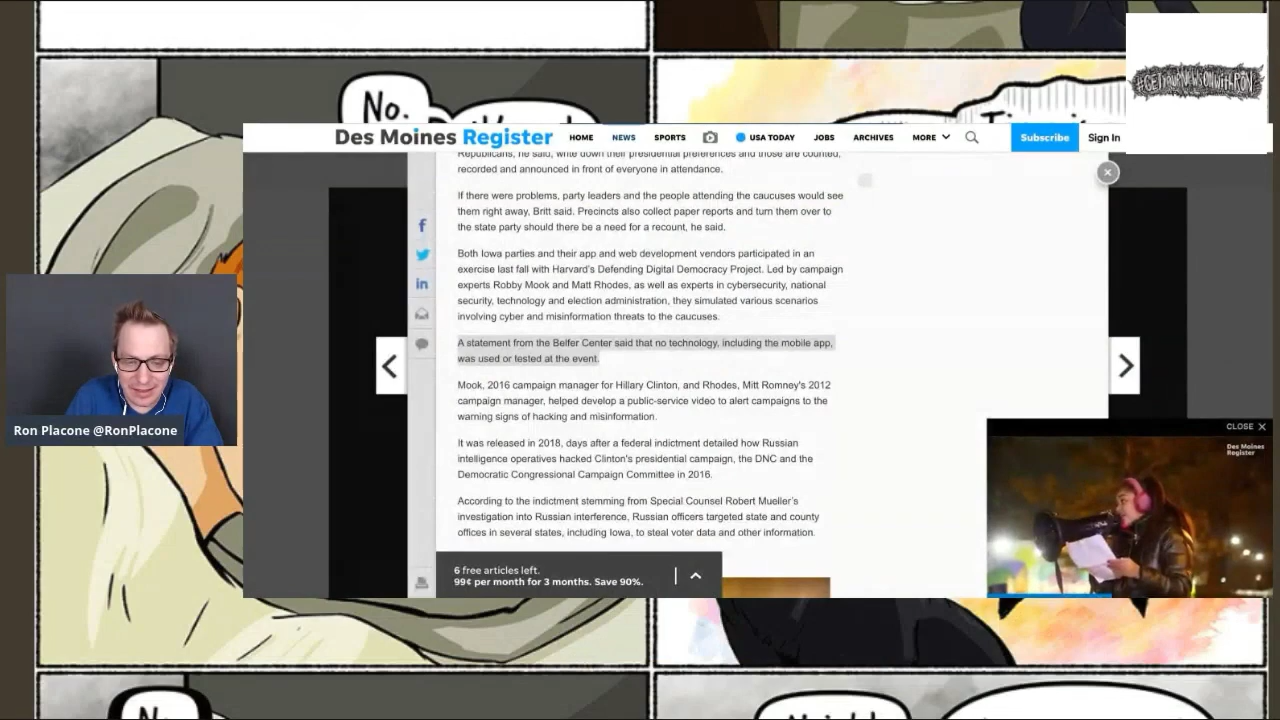 No.
#GETYOURNEWSONWITHRON
Des Moines Register
HOME NEWS SPORTS USA TODAY JOBS ARCHIVES MORE Subscribe Sign In
Republicans, he said, write down their presidential preferences and those are counted,
recorded and announced in front of everyone in attendance.
If there were problems, party leaders and the people attending the caucuses would see
them right away, Britt said. Precincts also collect paper reports and turn them over to
the state party should there be a need for a recount, he said.
Both Iowa parties and their app and web development vendors participated in an
exercise last fall with Harvard's Defending Digital Democracy Project. Led by campaign
experts Robby Mook and Matt Rhodes, as well as experts in cybersecurity, national
security, technology and election administration, they simulated various scenarios
involving cyber and misinformation threats to the caucuses.
A statement from the Belfer Center said that no technology, including the mobile app,
was used or tested at the event.
Mook, 2016 campaign manager for Hillary Clinton, and Rhodes, Mitt Romney's 2012
campaign manager, helped develop a public-service video to alert campaigns to the
warning signs of hacking and misinformation.
It was released in 2018, days after a federal indictment detailed how Russian
intelligence operatives hacked Clinton's presidential campaign, the DNC and the
Democratic Congressional Campaign Committee in 2016.
According to the indictment stemming from Special Counsel Robert Mueller's
investigation into Russian interference, Russian officers targeted state and county
offices in several states, including Iowa, to steal voter data and other information.
6 free articles left.
99¢ per month for 3 months. Save 90%.
CLOSE X
Des Moines
Register
Ron Placone @RonPlacone